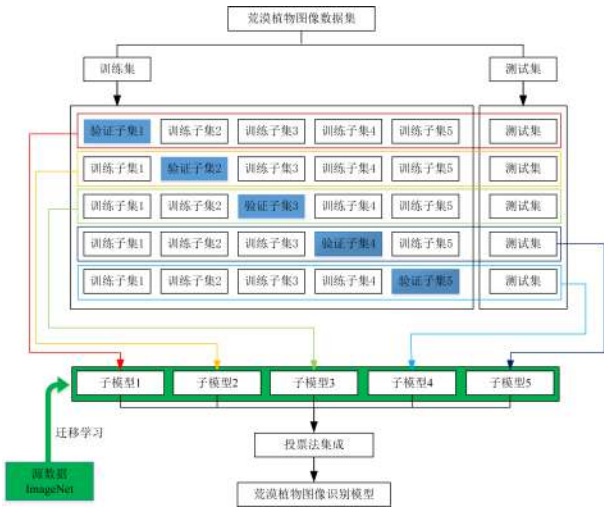 荒漠植物图像数据集
训练集
测试集
验证子集1 训练子集2 训练子集3 训练子集4 训练子集5 测试集
训练子集1 验证子集2 训练子集3 训练子集4 训练子集5 测试集
训练子集1 训练子集2 验证子集3 训练子集4 训练子集5 测试集
训练子集1 训练子集2 训练子集3 验证子集4 训练子集5 测试集
训练子集1 训练子集2 训练子集3 训练子集4 验证子集5 测试集
子模型1 子模型2 子模型3 子模型4 子模型5
迁移学习
投票法集成
源数据
ImageNet
荒漠植物图像识别模型